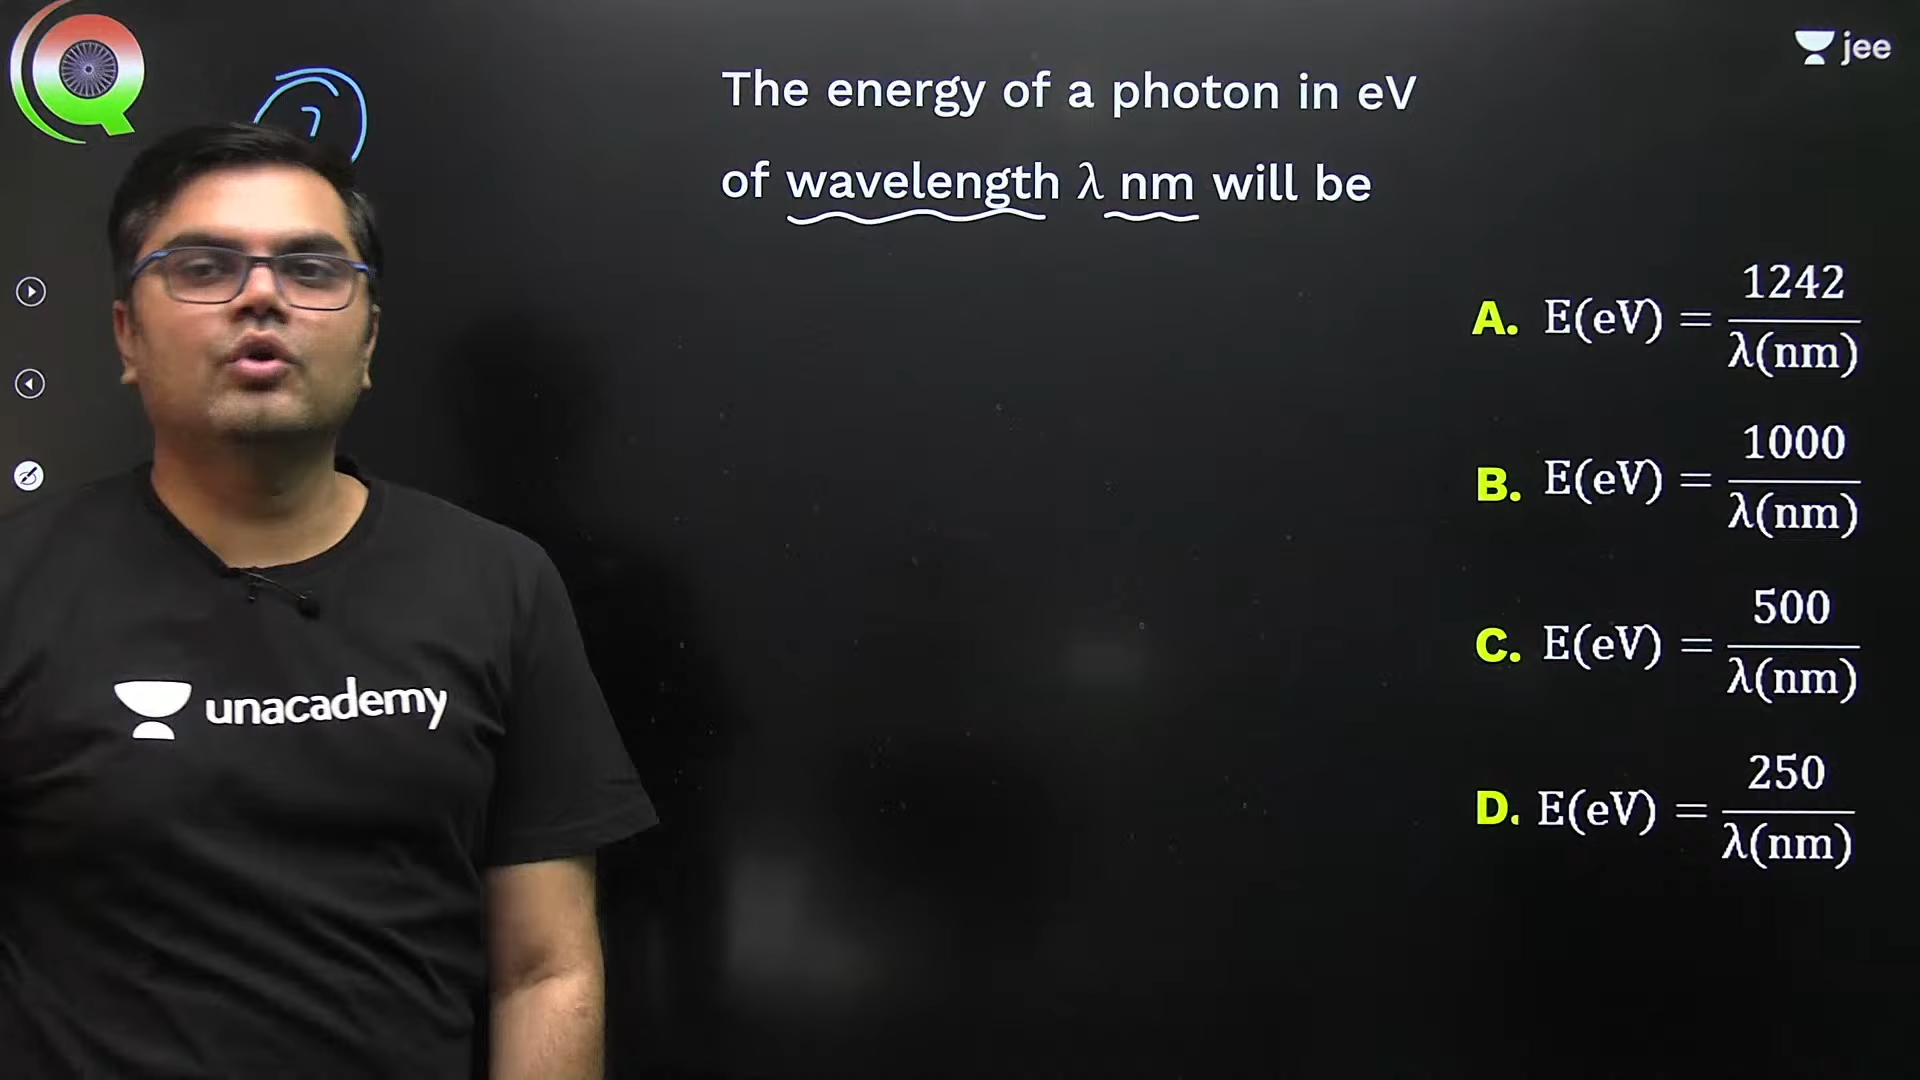 jee
7
The energy of a photon in eV
of wavelength λ nm will be
A. E(eV) = 1242 / λ(nm)
B. E(eV) = 1000 / λ(nm)
C. E(eV) = 500 / λ(nm)
D. E(eV) = 250 / λ(nm)
unacademy